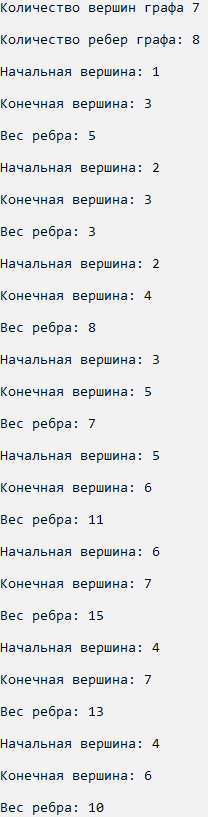 Количество вершин графа 7
Количество ребер графа: 8
Начальная вершина: 1
Конечная вершина: 3
Вес ребра: 5
Начальная вершина: 2
Конечная вершина: 3
Вес ребра: 3
Начальная вершина: 2
Конечная вершина: 4
Вес ребра: 8
Начальная вершина: 3
Конечная вершина: 5
Вес ребра: 7
Начальная вершина: 5
Конечная вершина: 6
Вес ребра: 11
Начальная вершина: 6
Конечная вершина: 7
Вес ребра: 15
Начальная вершина: 4
Конечная вершина: 7
Вес ребра: 13
Начальная вершина: 4
Конечная вершина: 6
Вес ребра: 10